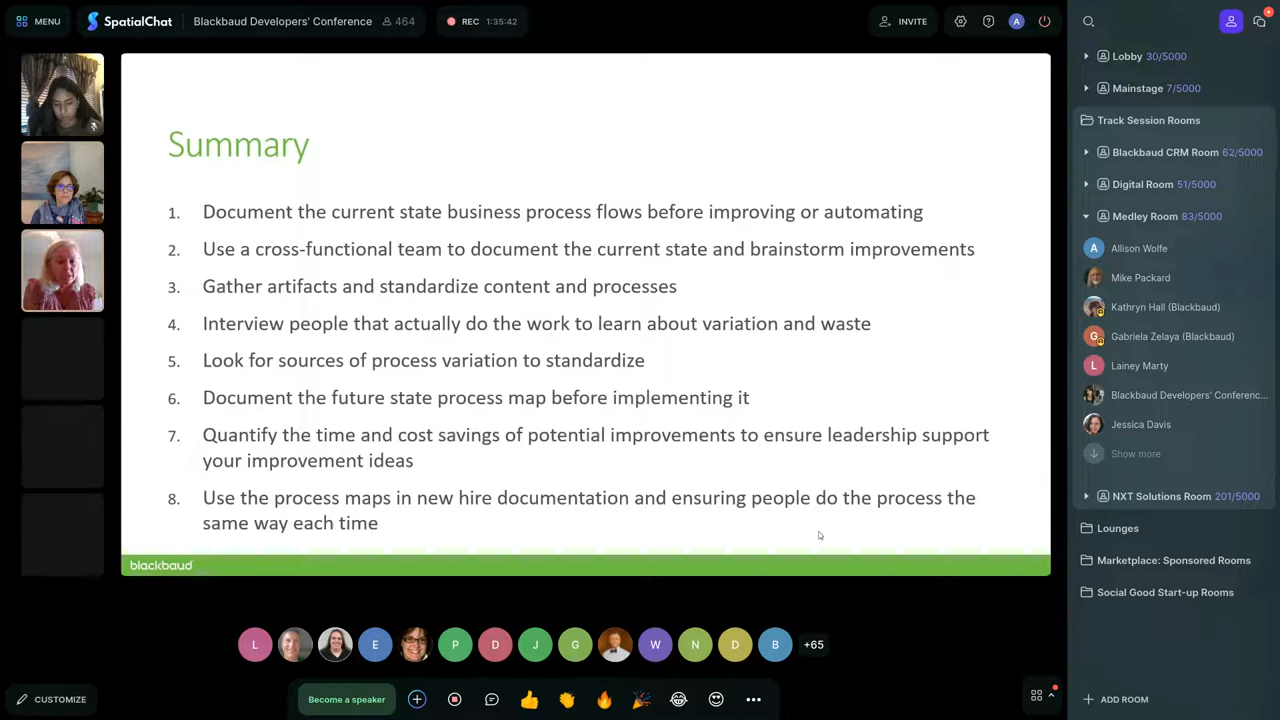 MENU
SpatialChat
Blackbaud Developers' Conference 464
REC 1:35:42
INVITE
A
Summary
1. Document the current state business process flows before improving or automating
2. Use a cross-functional team to document the current state and brainstorm improvements
3. Gather artifacts and standardize content and processes
4. Interview people that actually do the work to learn about variation and waste
5. Look for sources of process variation to standardize
6. Document the future state process map before implementing it
7. Quantify the time and cost savings of potential improvements to ensure leadership support
your improvement ideas
8. Use the process maps in new hire documentation and ensuring people do the process the
same way each time
blackbaud
L E P D J G W N D B +65
CUSTOMIZE
Become a speaker
Lobby 30/5000
Mainstage 7/5000
Track Session Rooms
Blackbaud CRM Room 62/5000
Digital Room 51/5000
Medley Room 83/5000
A Allison Wolfe
Mike Packard
Kathryn Hall (Blackbaud)
G Gabriela Zelaya (Blackbaud)
L Lainey Marty
Blackbaud Developers' Conferenc...
Jessica Davis
Show more
NXT Solutions Room 201/5000
Lounges
Marketplace: Sponsored Rooms
Social Good Start-up Rooms
ADD ROOM